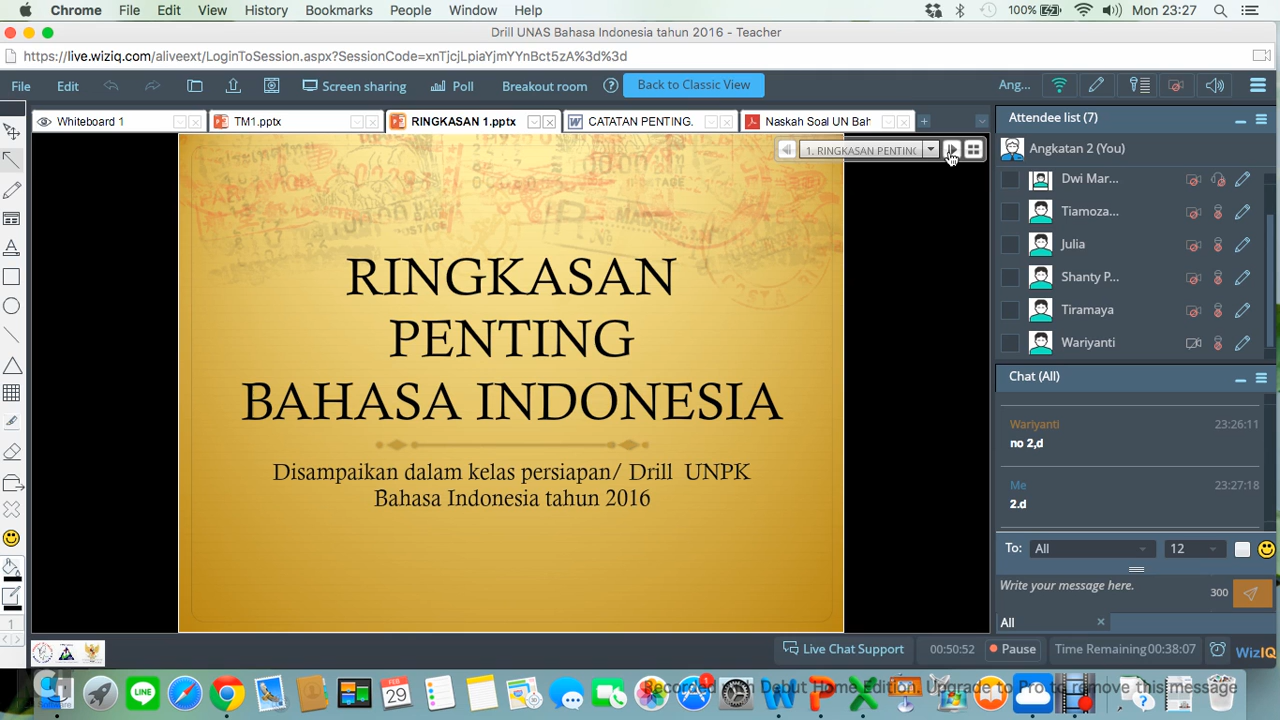 Chrome File Edit View History Bookmarks People Window Help 100% Mon 23:27
Drill UNAS Bahasa Indonesia tahun 2016 - Teacher
https://live.wiziq.com/aliveext/LoginToSession.aspx?SessionCode=xnTjcjLpiaYjmYYnBct5zA%3d%3d
File Edit Screen sharing Poll Breakout room Back to Classic View Ang...
Whiteboard 1 TM1.pptx RINGKASAN 1.pptx CATATAN PENTING. Naskah Soal UN Bah
1. RINGKASAN PENTING
RINGKASAN
PENTING
BAHASA INDONESIA
Disampaikan dalam kelas persiapan/ Drill UNPK
Bahasa Indonesia tahun 2016
Attendee list (7)
Angkatan 2 (You)
Dwi Mar...
Tiamoza...
Julia
Shanty P...
Tiramaya
Wariyanti
Chat (All)
Wariyanti 23:26:11
no 2,d
Me 23:27:18
2.d
To: All 12
Write your message here. 300
All
1
Live Chat Support 00:50:52 Pause Time Remaining 00:38:07 WizIQ
LINE FEB 29
Recorded with Debut Home Edition. Upgrade to Pro to remove this message